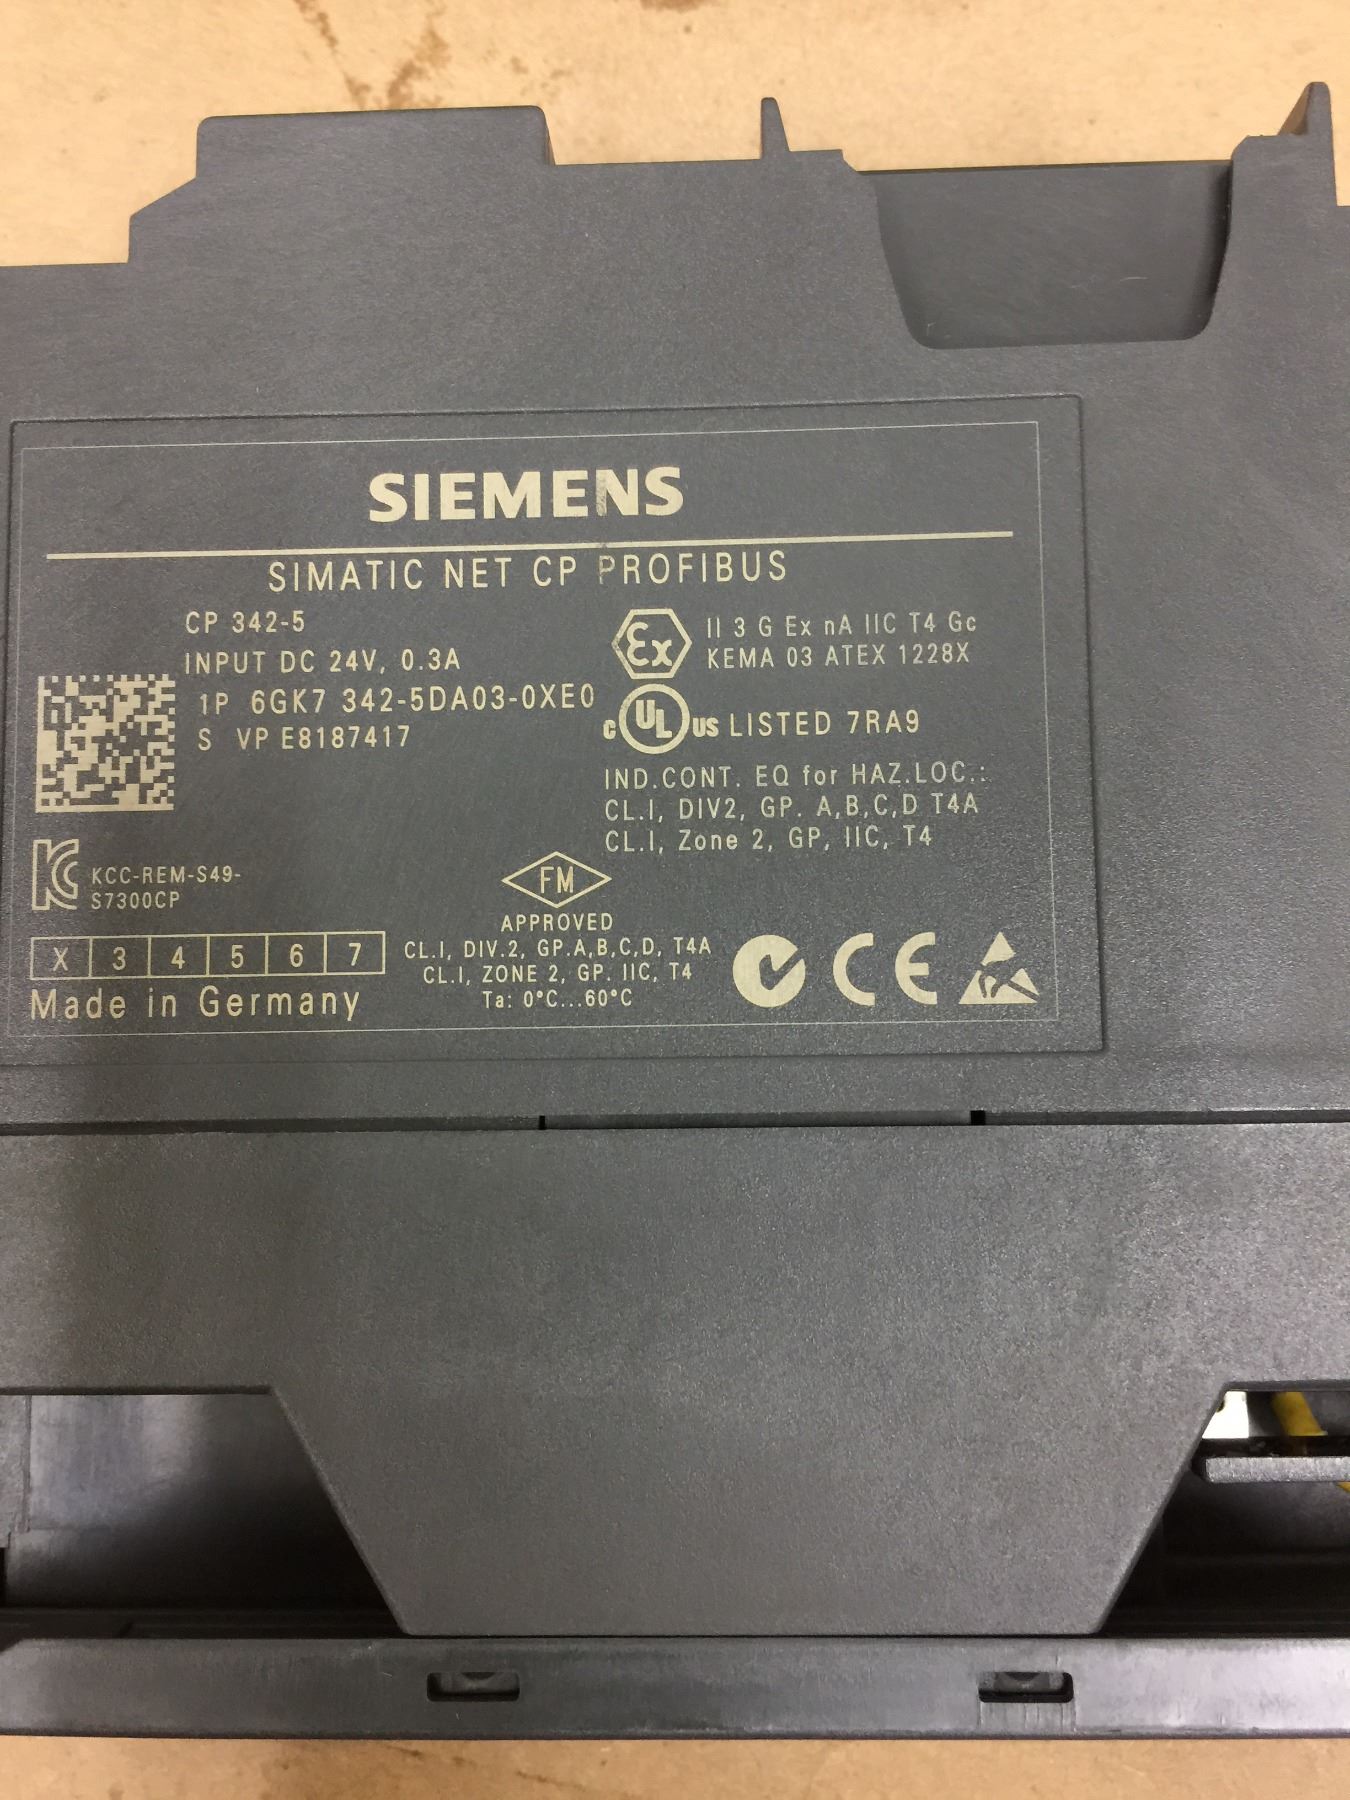 SIEMENS
SIMATIC NET CP PROFIBUS
CP 342-5
INPUT DC 24V, 0.3A
1P 6GK7 342-5DA03-0XE0
S VP E8187417
Ex II 3 G Ex nA IIC T4 Gc
KEMA 03 ATEX 1228X
c UL US LISTED 7RA9
IND.CONT. EQ for HAZ.LOC.:
CL.I, DIV2, GP. A,B,C,D T4A
CL.I, Zone 2, GP, IIC, T4
KC KCC-REM-S49-
S7300CP
FM
APPROVED
CL.I, DIV.2, GP.A,B,C,D, T4A
CL.I, ZONE 2, GP. IIC, T4
Ta: 0°C...60°C
X 3 4 5 6 7
Made in Germany
CE